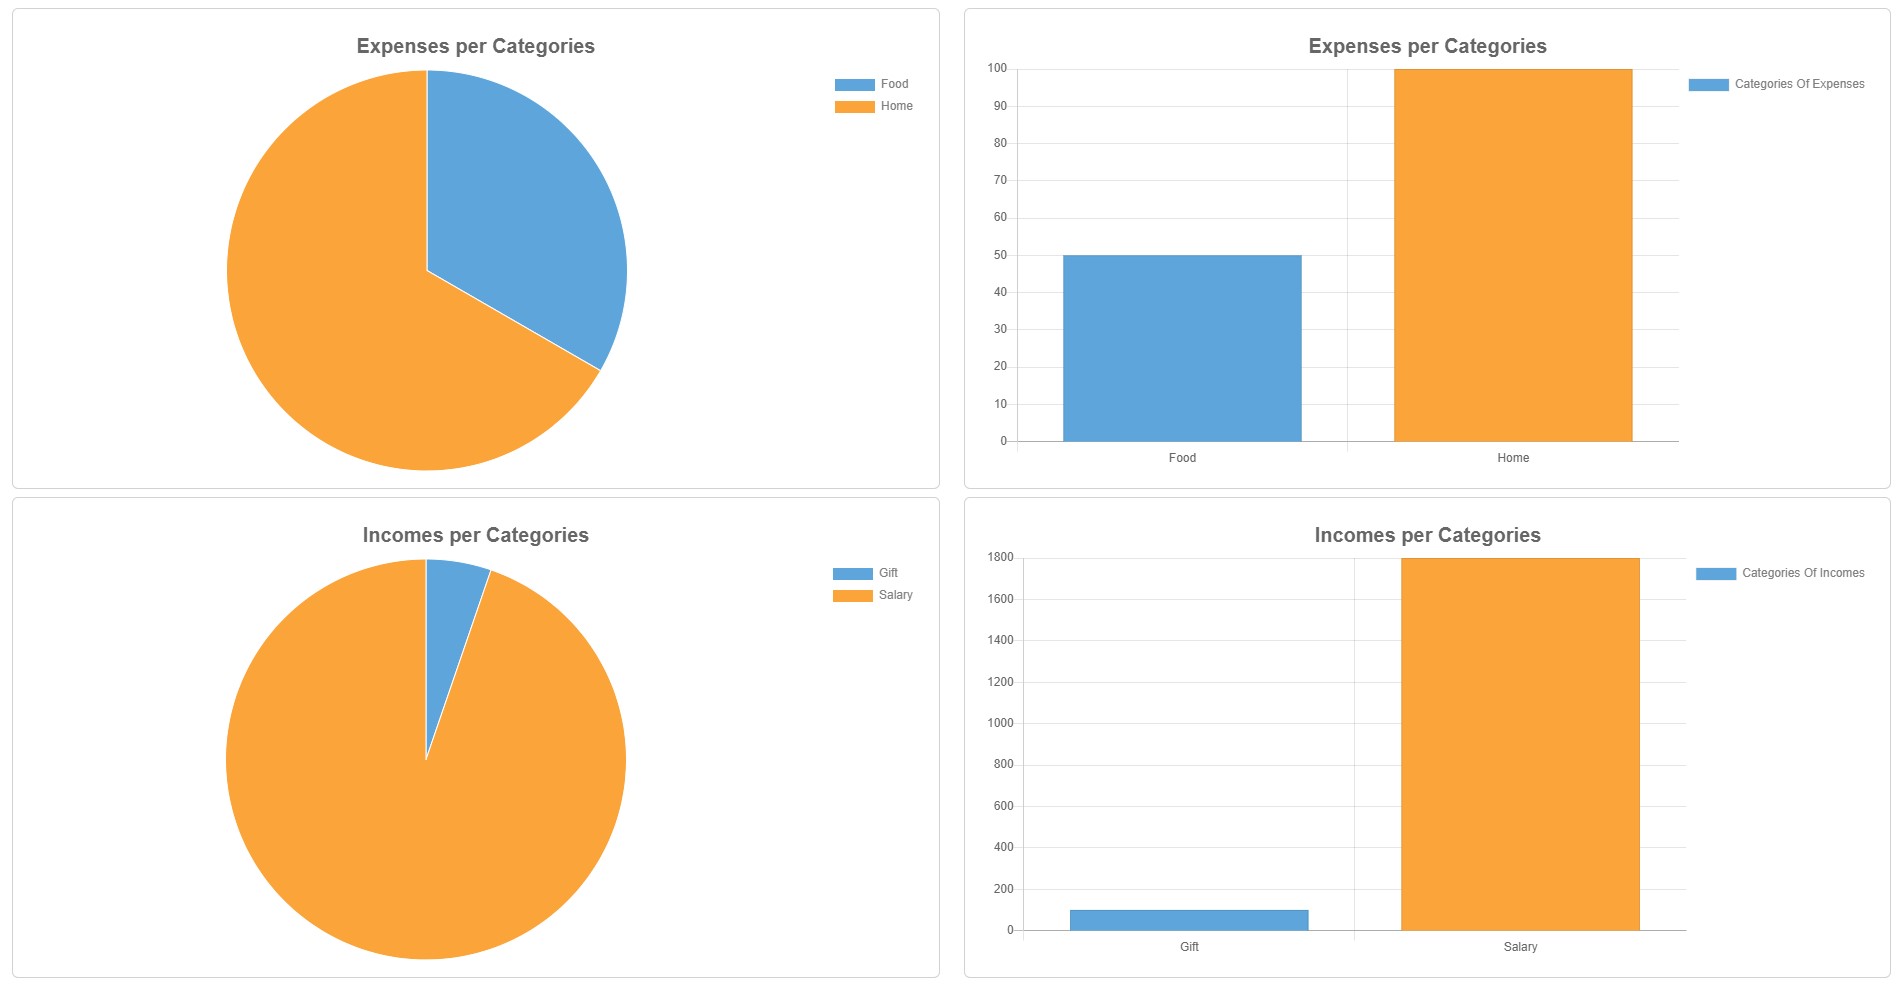 Expenses per Categories
Food
Home
Expenses per Categories
Categories Of Expenses
100
90
80
70
60
50
40
30
20
10
0
Food Home
Incomes per Categories
Gift
Salary
Incomes per Categories
Categories Of Incomes
1800
1600
1400
1200
1000
800
600
400
200
0
Gift Salary